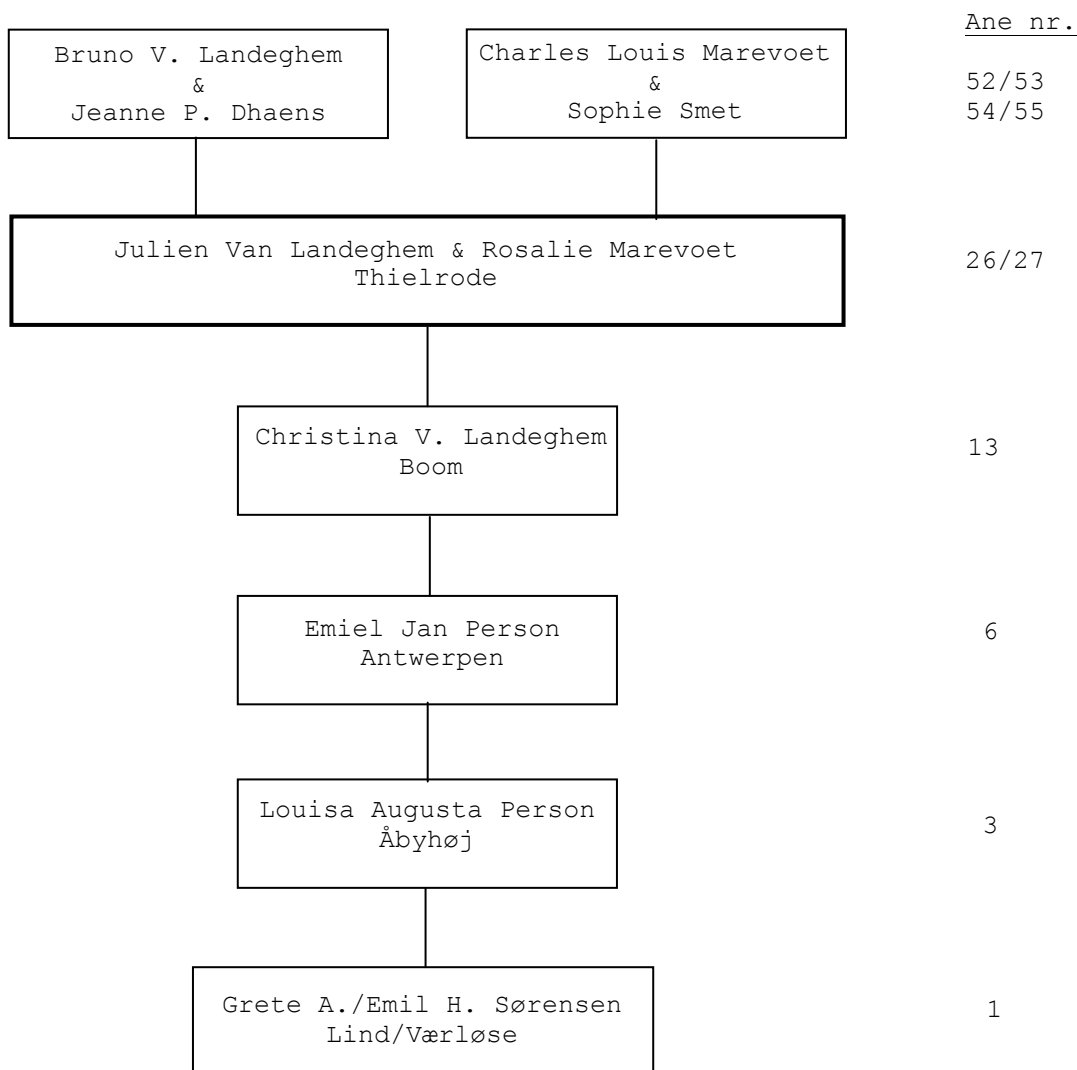 Ane nr.
Bruno V. Landeghem
&
Jeanne P. Dhaens
Charles Louis Marevoet
&
Sophie Smet
52/53
54/55
Julien Van Landeghem & Rosalie Marevoet
Thielrode
26/27
Christina V. Landeghem
Boom
13
Emiel Jan Person
Antwerpen
6
Louisa Augusta Person
Åbyhøj
3
Grete A./Emil H. Sørensen
Lind/Værløse
1